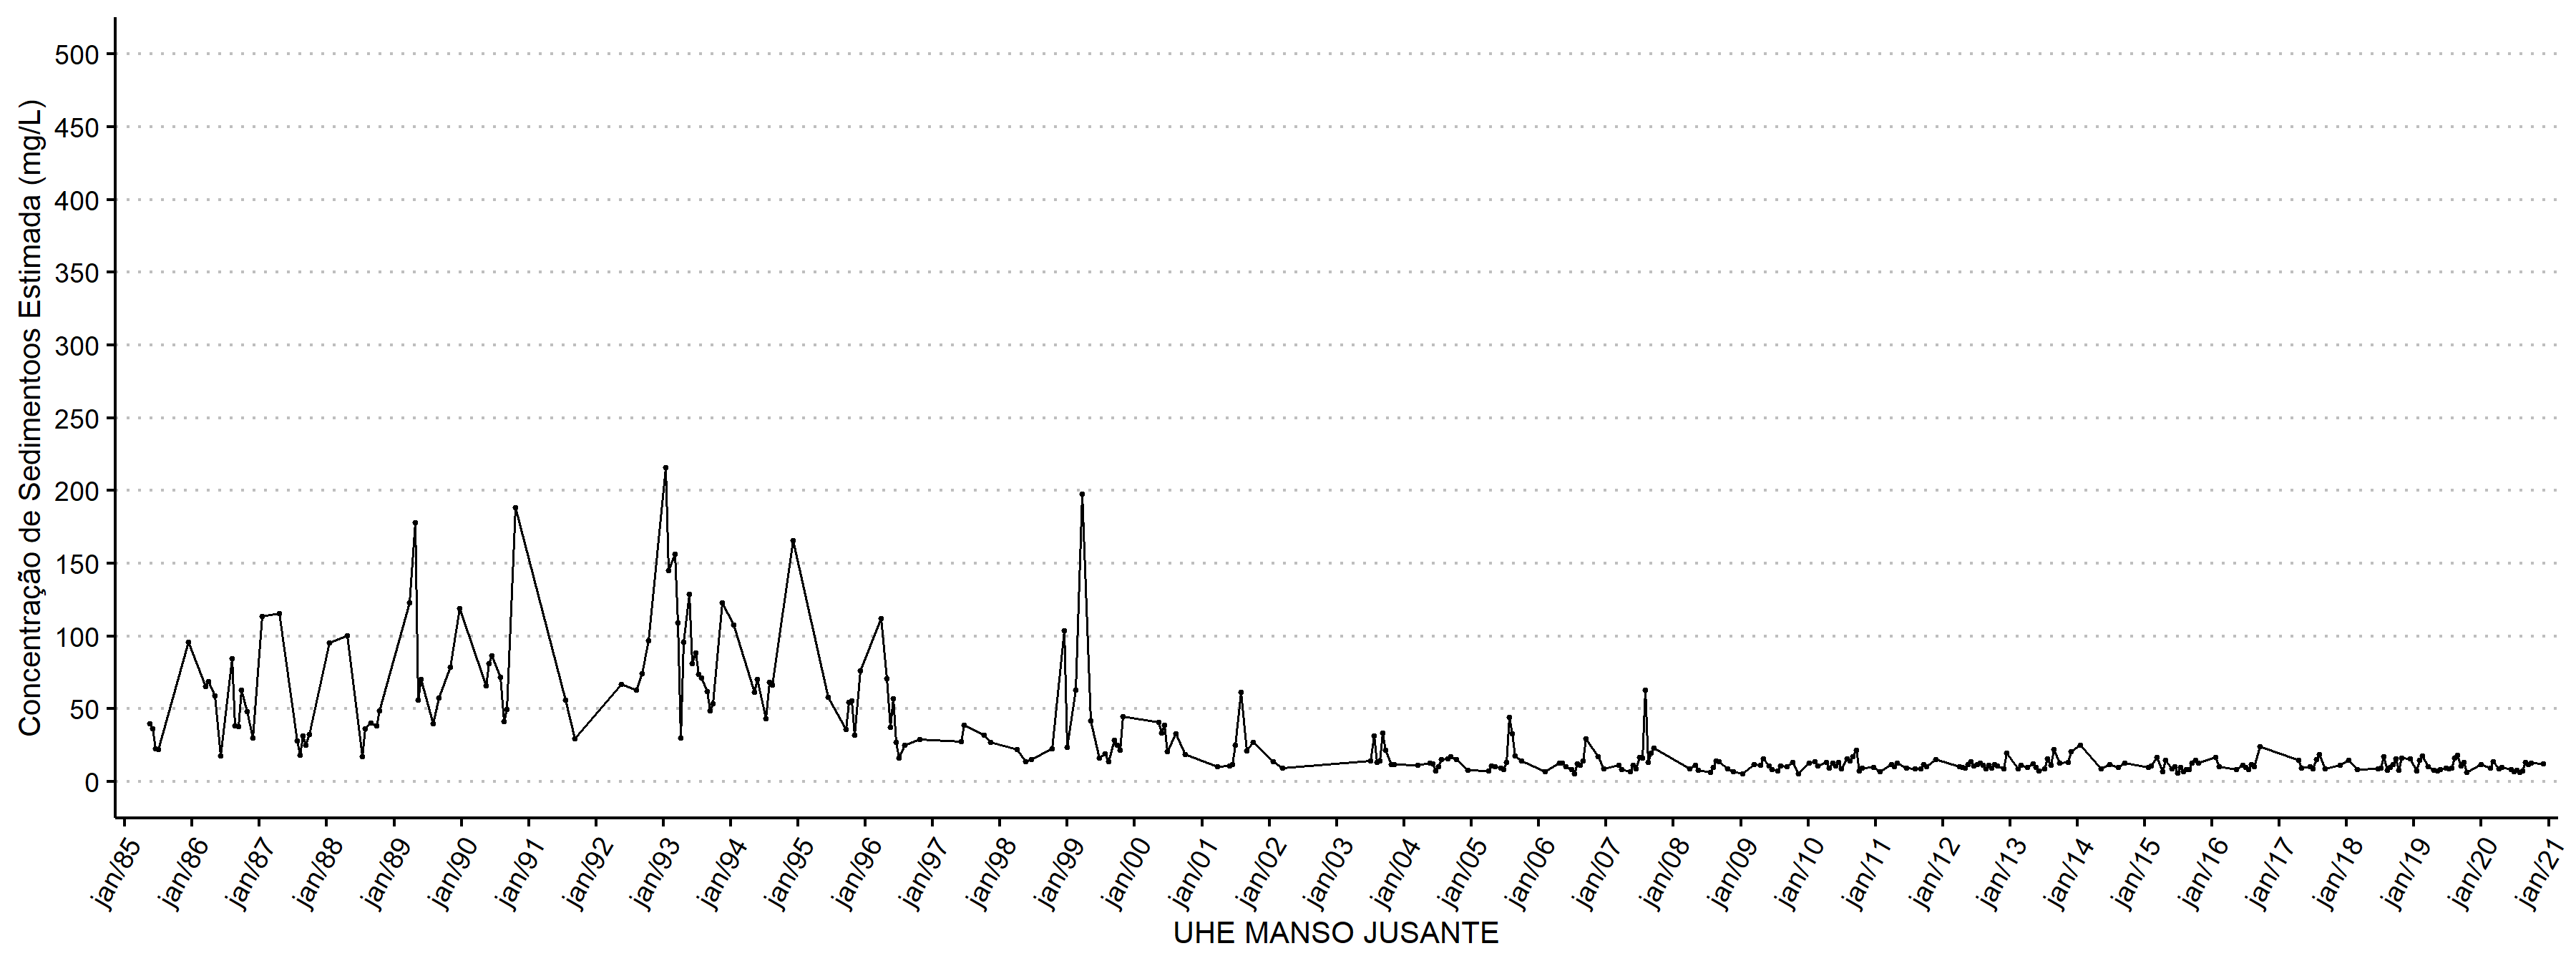 Concentração de Sedimentoos Estimada (mg/L)
500
450
400
350
300
250
200
150
100
50
0
jan/85
jan/86
jan/87
jan/88
jan/89
jan/90
jan/91
jan/92
jan/93
jan/94
jan/95
jan/96
jan/97
jan/98
jan/99
jan/00
jan/01
jan/02
jan/03
jan/04
jan/05
jan/06
jan/07
jan/08
jan/09
jan/10
jan/11
jan/12
jan/13
jan/14
jan/15
jan/16
jan/17
jan/18
jan/19
jan/20
jan/21
UHE MANSO JUSANTE